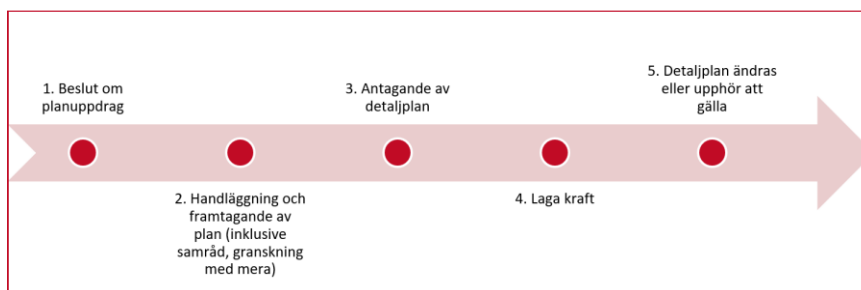 1. Beslut om
planuppdrag
2. Handläggning och
framtagande av
plan (inklusive
samråd, granskning
med mera)
3. Antagande av
detaljplan
4. Laga kraft
5. Detaljplan ändras
eller upphör att
gälla